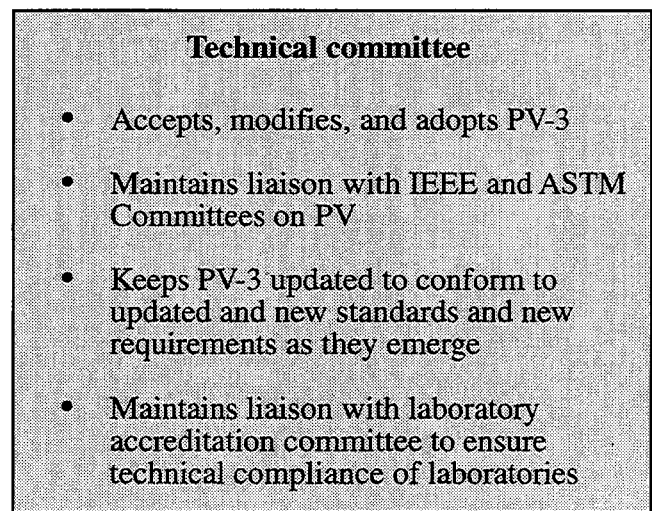 Technical committee
• Accepts, modifies, and adopts PV-3
• Maintains liaison with IEEE and ASTM
Committees on PV
• Keeps PV-3 updated to conform to
updated and new standards and new
requirements as they emerge
• Maintains liaison with laboratory
accreditation committee to ensure
technical compliance of laboratories